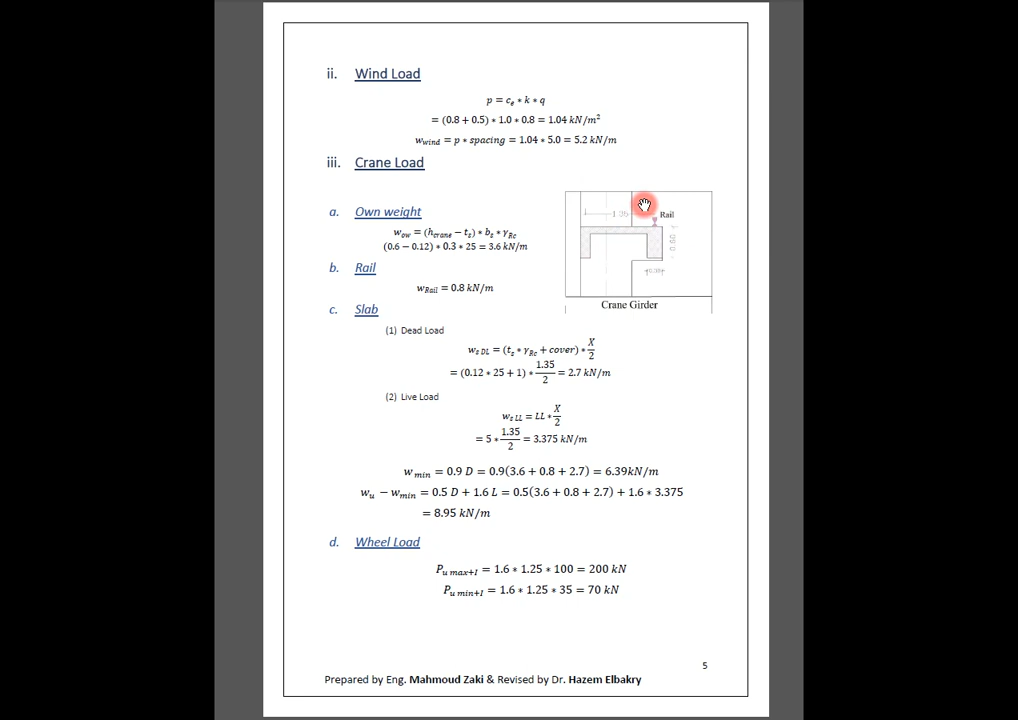 ii. Wind Load
p = cₑ * k * q
= (0.8 + 0.5) * 1.0 * 0.8 = 1.04 kN/m²
w_wind = p * spacing = 1.04 * 5.0 = 5.2 kN/m
iii. Crane Load
a. Own weight
w_ow = (h_crane − t_s) * b_s * γ_Rc
(0.6 − 0.12) * 0.3 * 25 = 3.6 kN/m
1.35
Rail
0.60
Crane Girder
b. Rail
w_Rail = 0.8 kN/m
c. Slab
(1) Dead Load
w_s DL = (t_s * γ_Rc + cover) * X/2
= (0.12 * 25 + 1) * 1.35/2 = 2.7 kN/m
(2) Live Load
w_s LL = LL * X/2
= 5 * 1.35/2 = 3.375 kN/m
w_min = 0.9 D = 0.9(3.6 + 0.8 + 2.7) = 6.39kN/m
w_u − w_min = 0.5 D + 1.6 L = 0.5(3.6 + 0.8 + 2.7) + 1.6 * 3.375
= 8.95 kN/m
d. Wheel Load
P_u max+I = 1.6 * 1.25 * 100 = 200 kN
P_u min+I = 1.6 * 1.25 * 35 = 70 kN
5
Prepared by Eng. Mahmoud Zaki & Revised by Dr. Hazem Elbakry